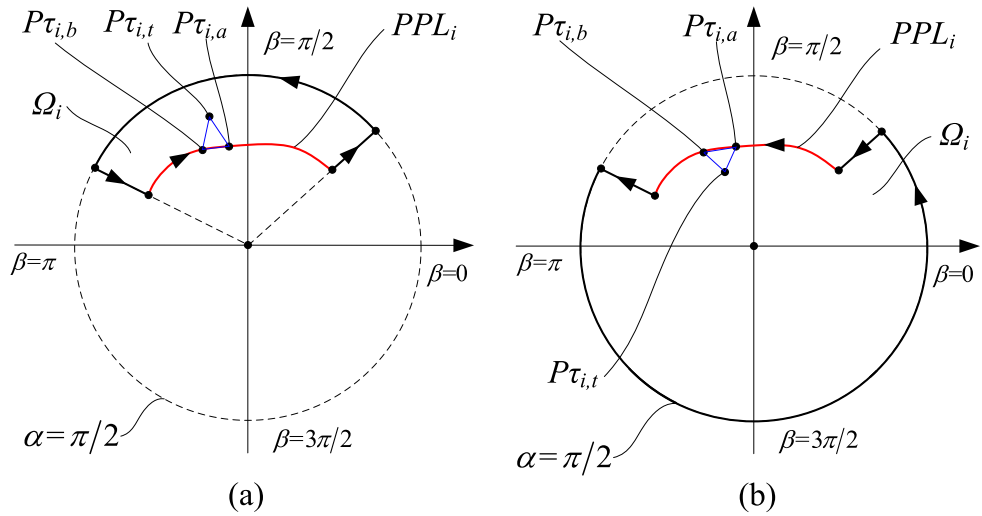 Pτi,b Pτi,t Pτi,a β=π/2 PPLi
Ωi
β=π β=0
α=π/2 β=3π/2
(a)
Pτi,b Pτi,a β=π/2 PPLi
Ωi
β=π β=0
Pτi,t
α=π/2 β=3π/2
(b)